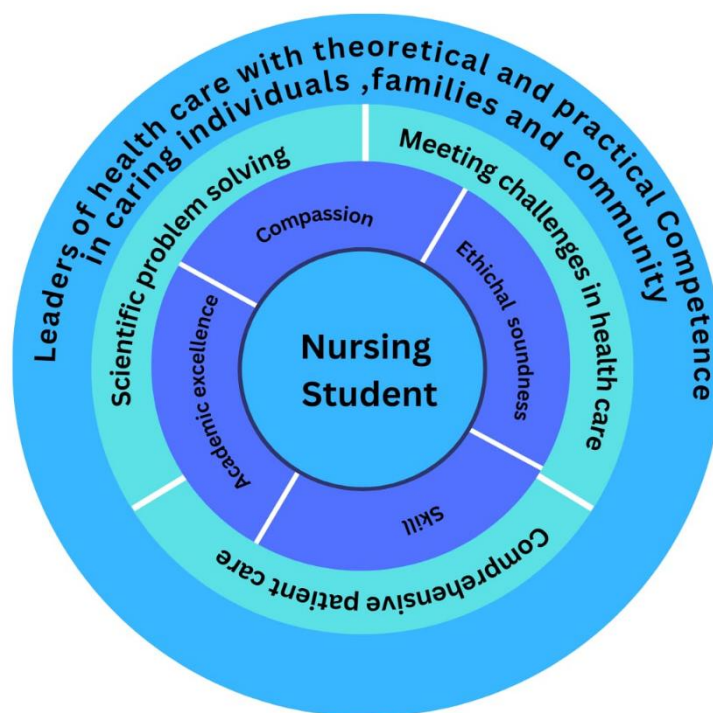 Leaders of health care with theoretical and practical Competence
in caring individuals ,families and community
Scientific problem solving
Meeting challenges in health care
Comprehensive patient care
Compassion
Ethichal soundness
Skill
Academic excellence
Nursing
Student